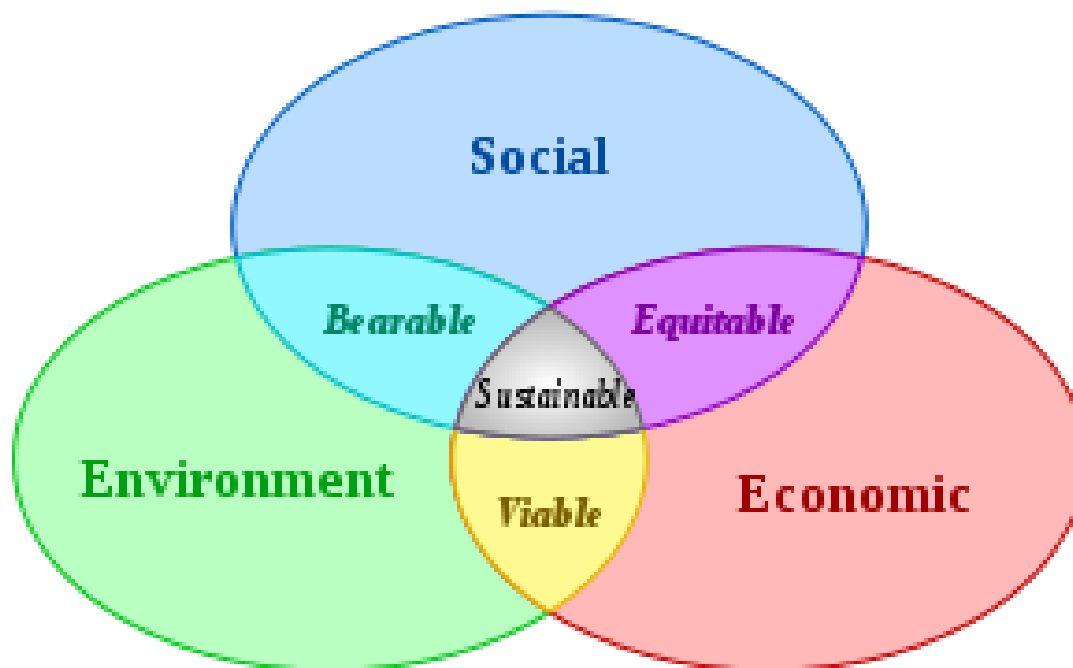 Social
Bearable
Equitable
Sustainable
Environment
Economic
Viable